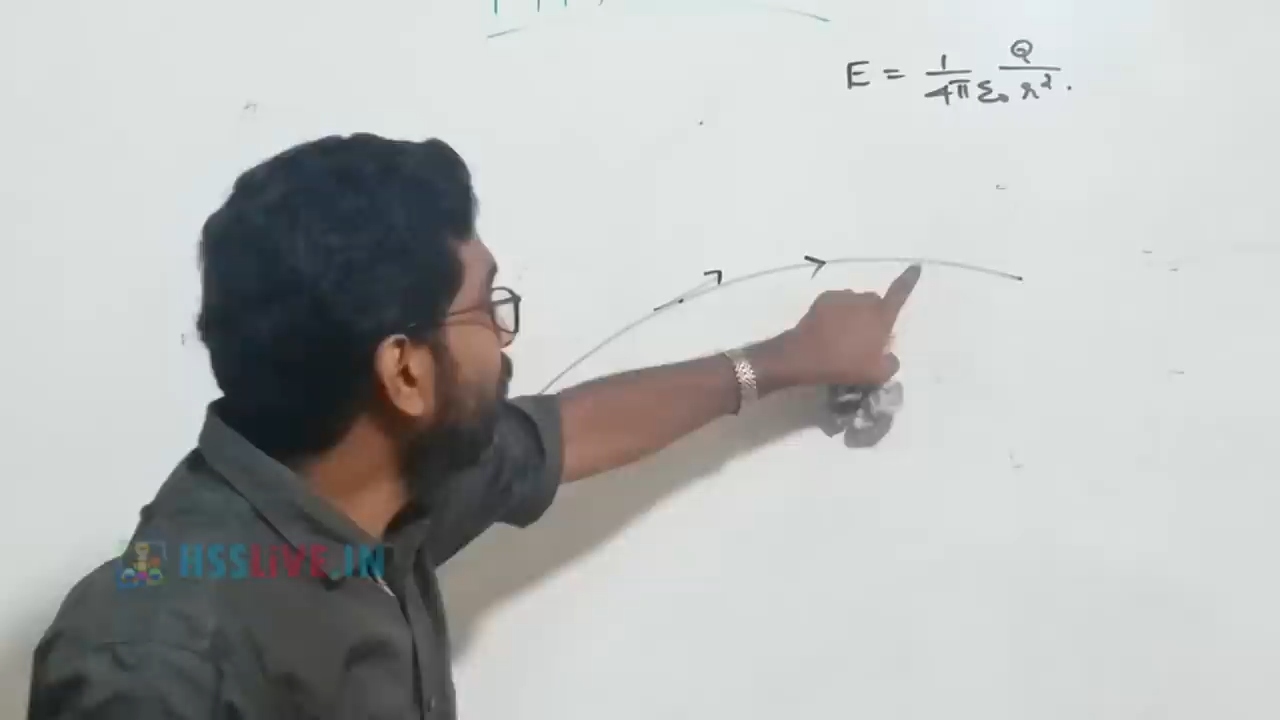 E = 1/4πε₀ Q/r².
HSSLiVE.IN